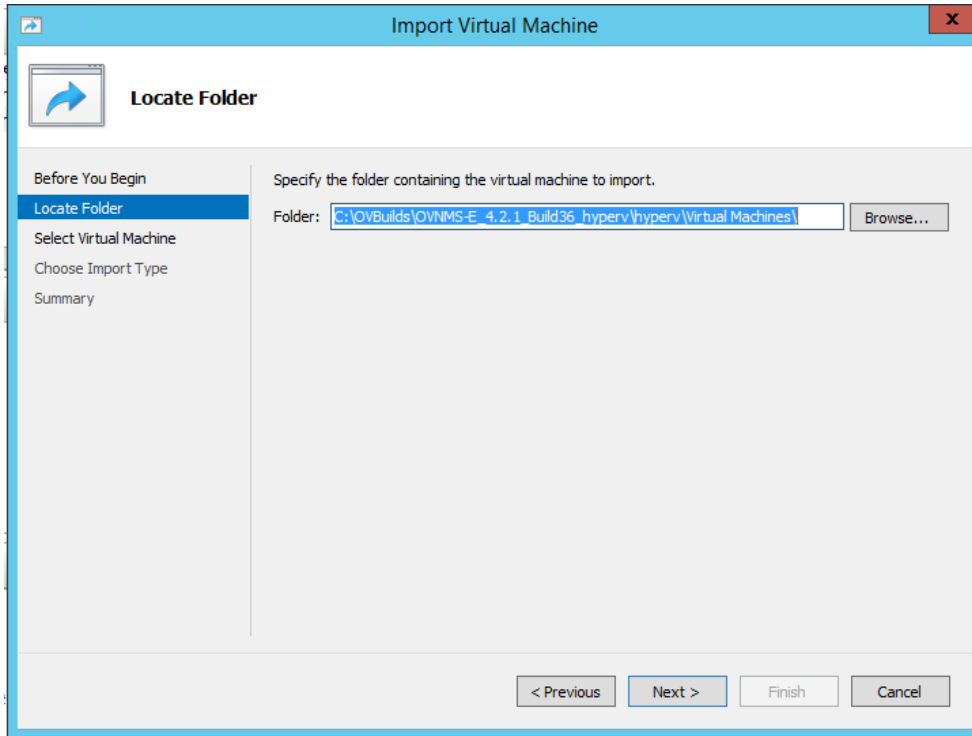 Import Virtual Machine
x
Locate Folder
Before You Begin
Locate Folder
Select Virtual Machine
Choose Import Type
Summary
Specify the folder containing the virtual machine to import.
Folder: C:\OVBuilds\OVNMS-E_4.2.1_Build36_hyperv\hyperv\Virtual Machines\ Browse...
< Previous Next > Finish Cancel